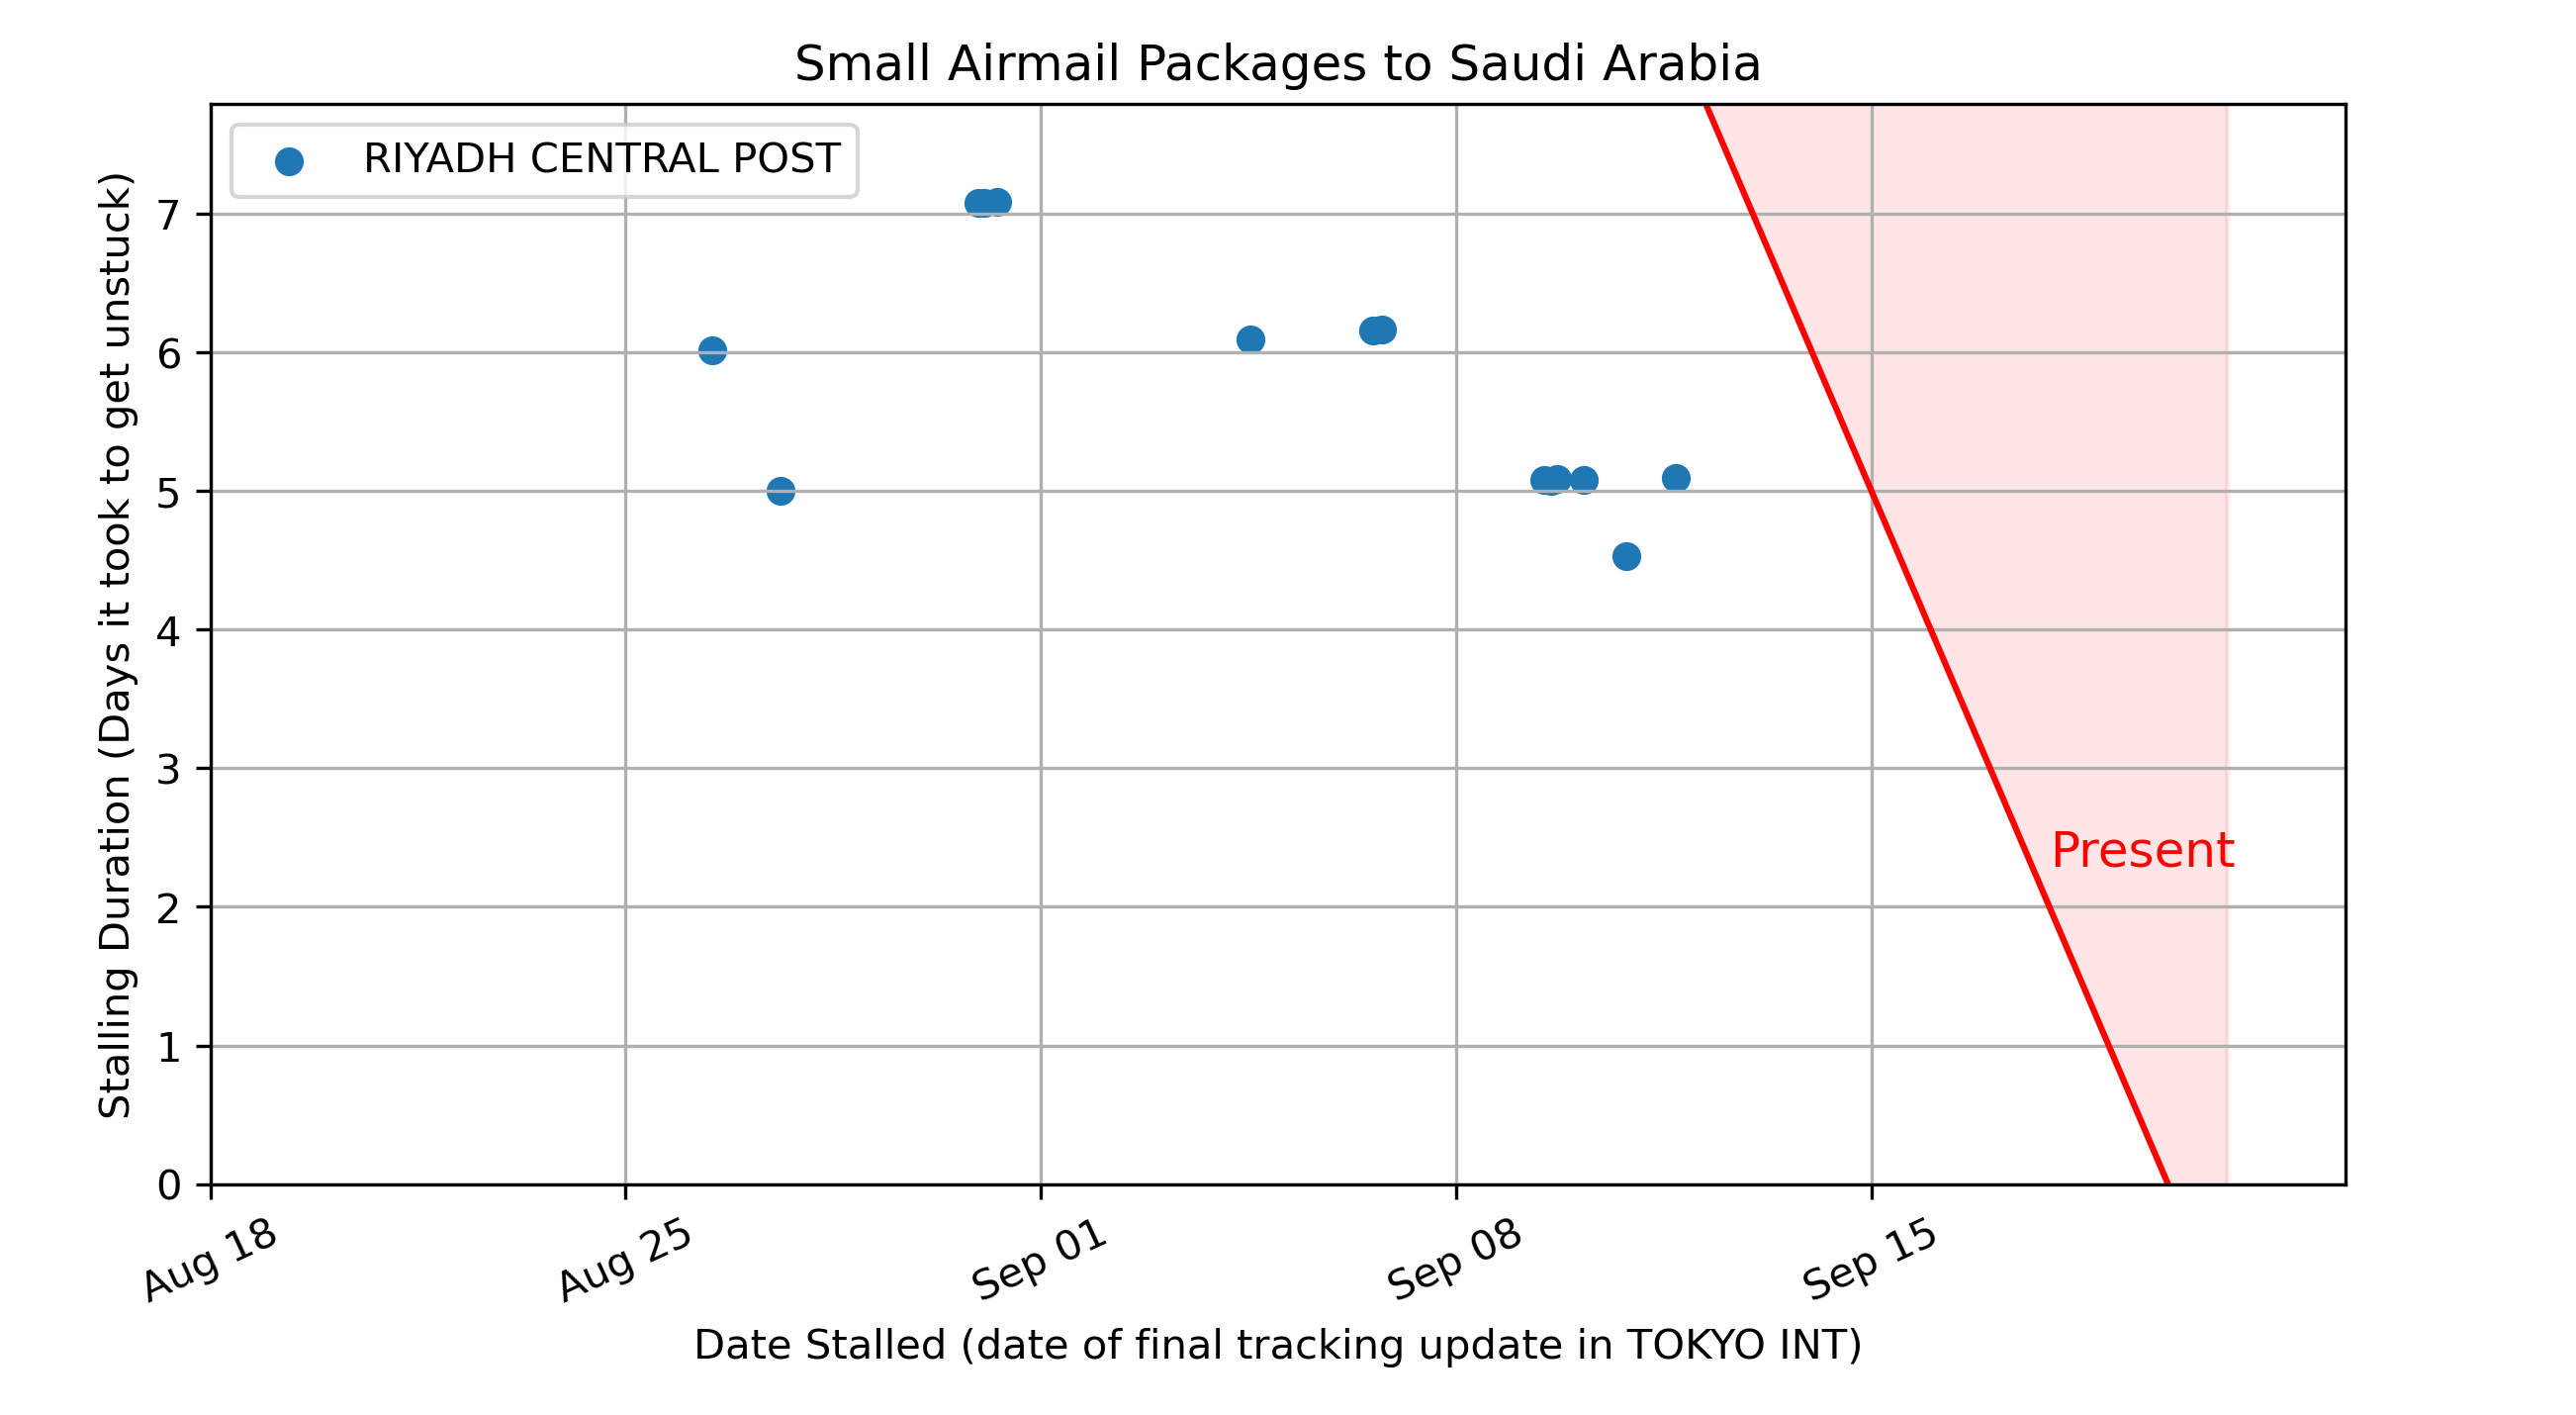 Small Airmail Packages to Saudi Arabia
RIYADH CENTRAL POST
Stalling Duration (Days it took to get unstuck)
7
6
5
4
3
2
1
0
Present
Aug 18
Aug 25
Sep 01
Sep 08
Sep 15
Date Stalled (date of final tracking update in TOKYO INT)